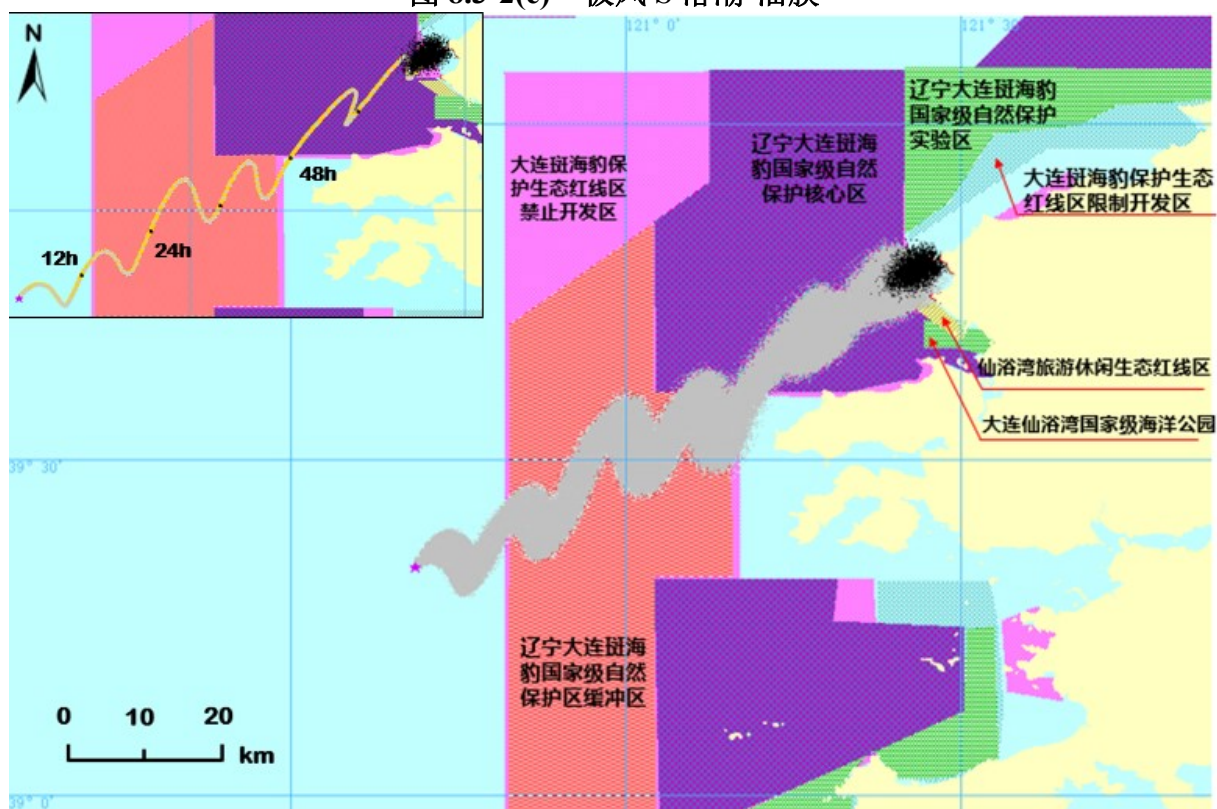 N
12h
24h
48h
121° 0'
121° 30'
大连斑海豹保
护生态红线区
禁止开发区
辽宁大连斑海
豹国家级自然
保护核心区
辽宁大连斑海豹
国家级自然保护
实验区
大连斑海豹保护生态
红线区限制开发区
仙浴湾旅游休闲生态红线区
大连仙浴湾国家级海洋公园
39° 30'
辽宁大连斑海
豹国家级自然
保护区缓冲区
0 10 20
km
39° 0'